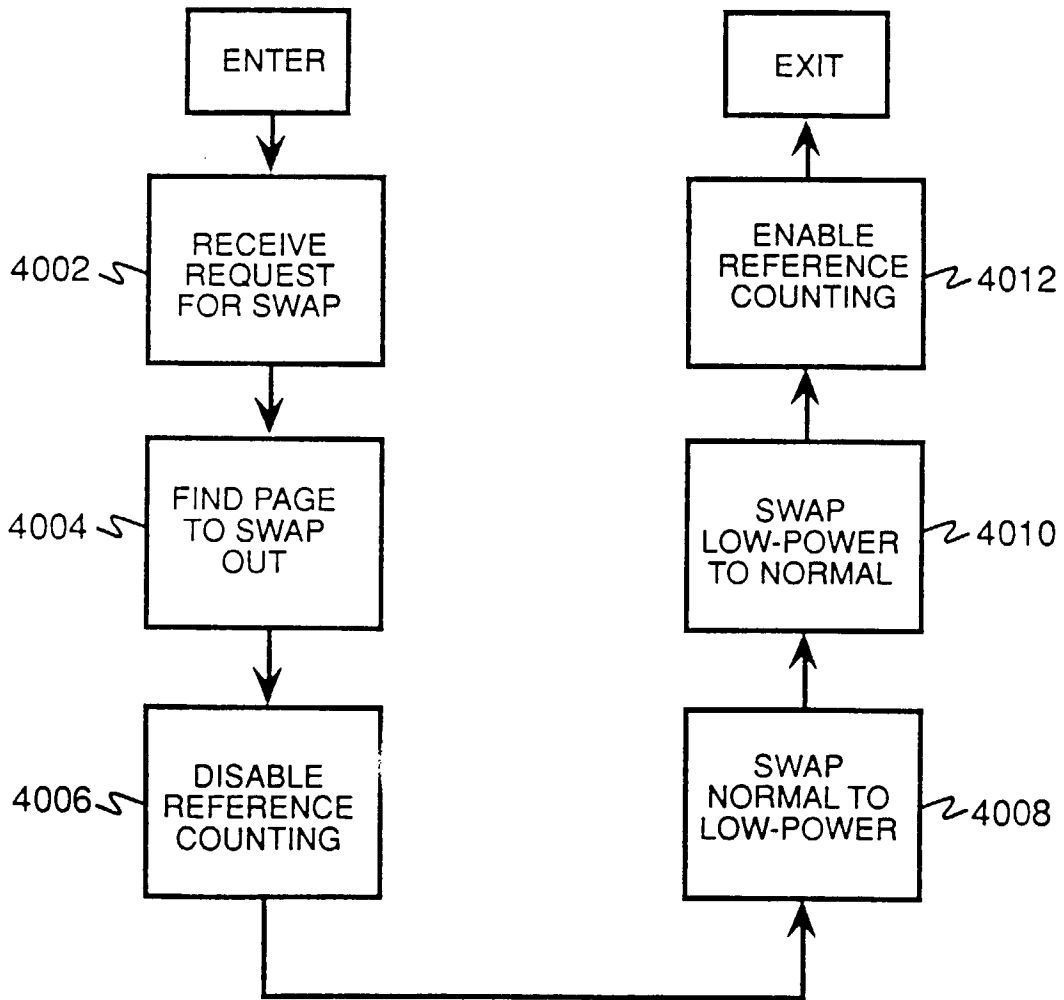 ENTER
4002
RECEIVE
REQUEST
FOR SWAP
4004
FIND PAGE
TO SWAP
OUT
4006
DISABLE
REFERENCE
COUNTING
SWAP
NORMAL TO
LOW-POWER
4008
SWAP
LOW-POWER
TO NORMAL
4010
ENABLE
REFERENCE
COUNTING
4012
EXIT